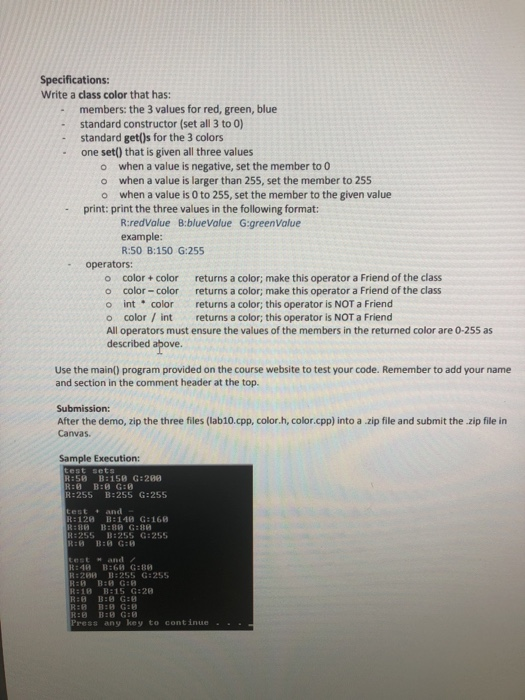 Specifications:
Write a class color that has:
- members: the 3 values for red, green, blue
- standard constructor (set all 3 to 0)
- standard get()s for the 3 colors
- one set() that is given all three values
o when a value is negative, set the member to 0
o when a value is larger than 255, set the member to 255
o when a value is 0 to 255, set the member to the given value
- print: print the three values in the following format:
R:redValue B:blueValue G:greenValue
example:
R:50 B:150 G:255
- operators:
o color + color returns a color; make this operator a Friend of the class
o color – color returns a color; make this operator a Friend of the class
o int * color returns a color; this operator is NOT a Friend
o color / int returns a color; this operator is NOT a Friend
All operators must ensure the values of the members in the returned color are 0-255 as
described above.
Use the main() program provided on the course website to test your code. Remember to add your name
and section in the comment header at the top.
Submission:
After the demo, zip the three files (lab10.cpp, color.h, color.cpp) into a .zip file and submit the .zip file in
Canvas.
Sample Execution:
test sets
R:50 B:150 G:200
R:0 B:0 G:0
R:255 B:255 G:255
test + and -
R:120 B:140 G:160
R:80 B:80 G:80
R:255 B:255 G:255
R:0 B:0 G:0
test * and /
R:40 B:60 G:80
R:200 B:255 G:255
R:0 B:0 G:0
R:10 B:15 G:20
R:0 B:0 G:0
R:0 B:0 G:0
R:0 B:0 G:0
Press any key to continue . . . .